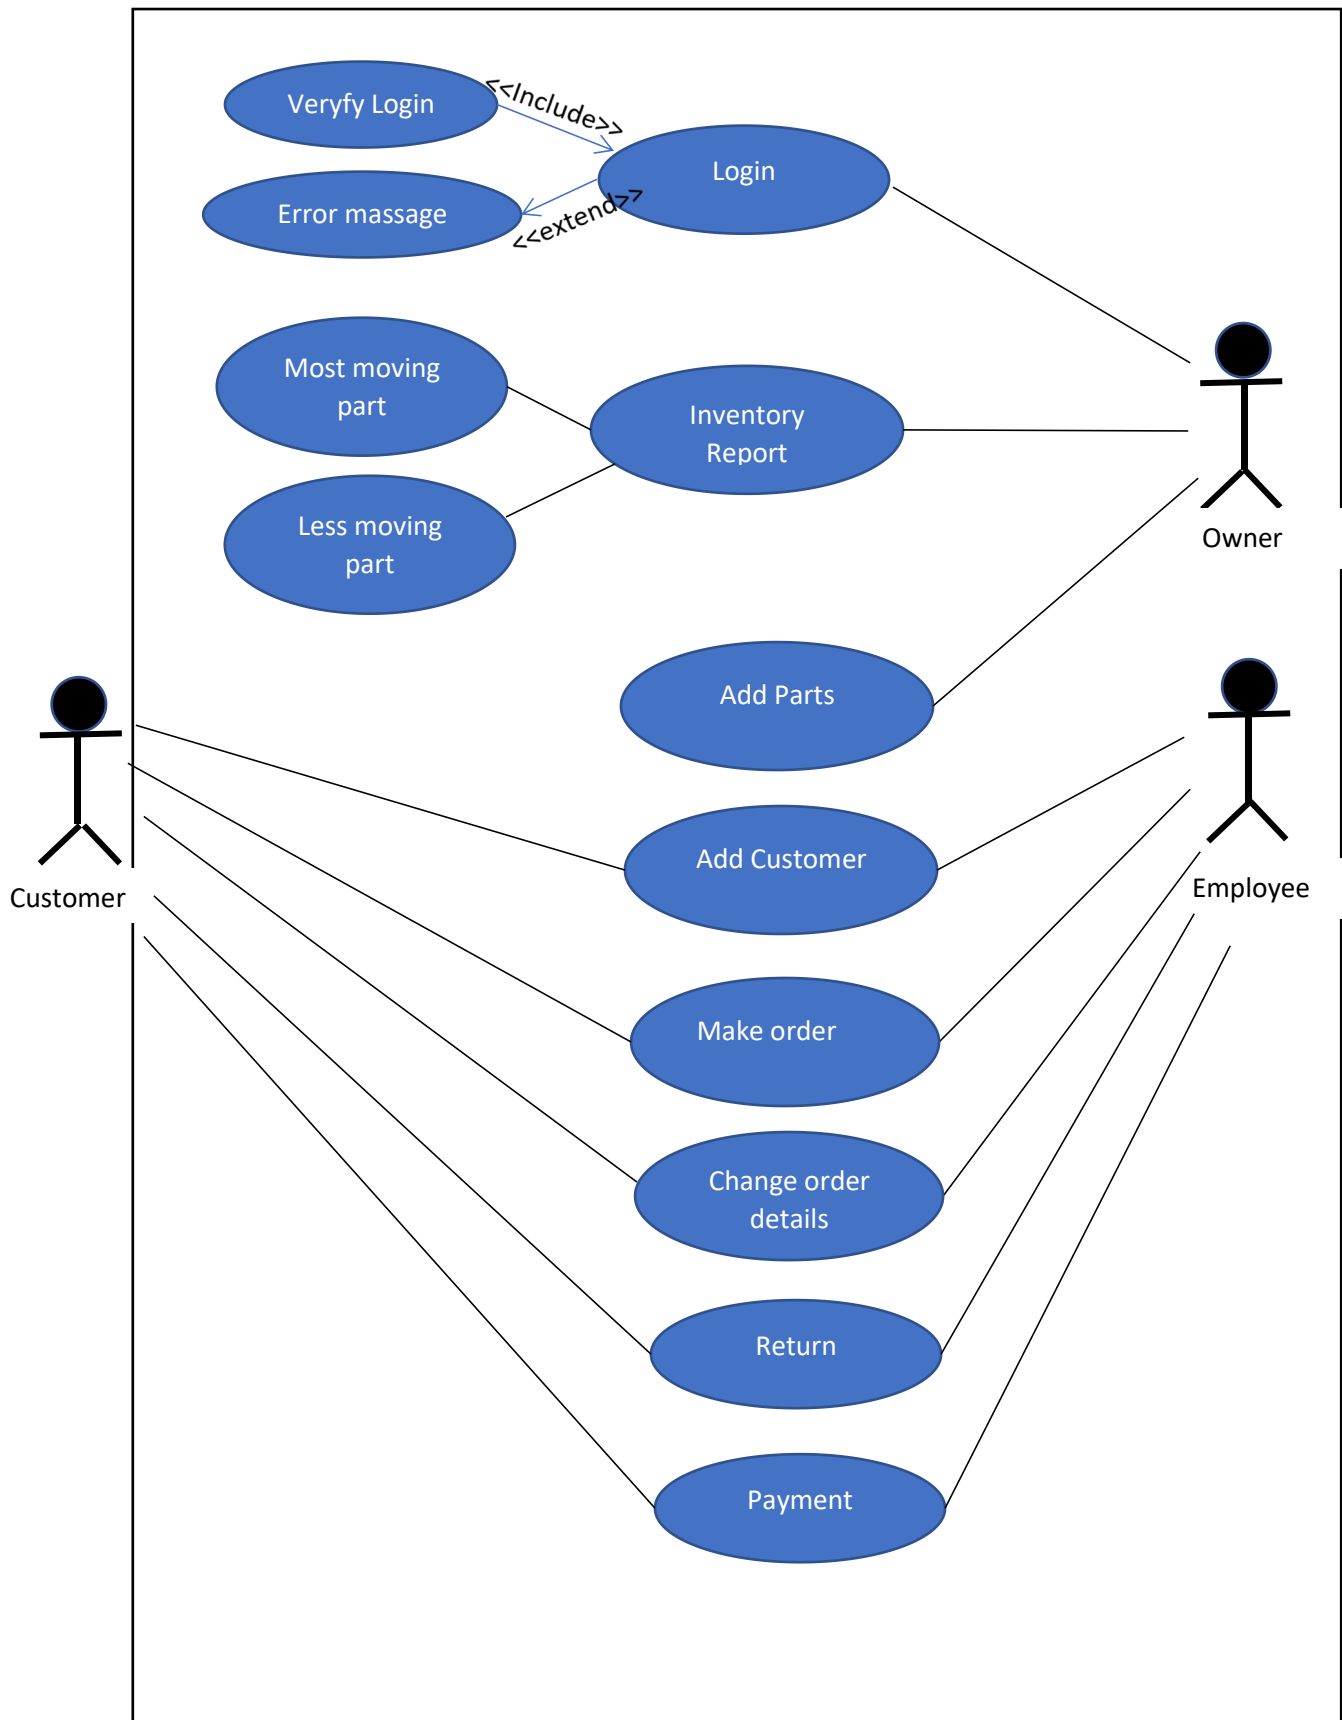 Veryfy Login
<<Include>>
Login
Error massage
<<extend>>
Most moving
part
Inventory
Report
Less moving
part
Owner
Add Parts
Add Customer
Customer
Employee
Make order
Change order
details
Return
Payment